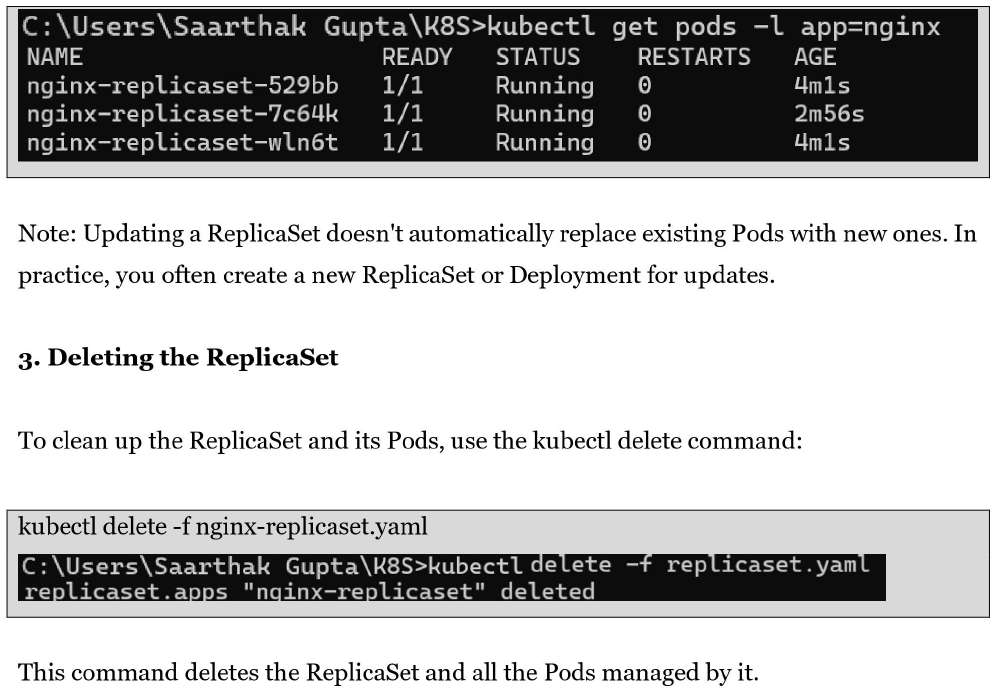 C:\Users\Saarthak Gupta\K8S>kubectl get pods -l app=nginx
NAME READY STATUS RESTARTS AGE
nginx-replicaset-529bb 1/1 Running 0 4m1s
nginx-replicaset-7c64k 1/1 Running 0 2m56s
nginx-replicaset-wln6t 1/1 Running 0 4m1s
Note: Updating a ReplicaSet doesn't automatically replace existing Pods with new ones. In
practice, you often create a new ReplicaSet or Deployment for updates.
3. Deleting the ReplicaSet
To clean up the ReplicaSet and its Pods, use the kubectl delete command:
kubectl delete -f nginx-replicaset.yaml
C:\Users\Saarthak Gupta\K8S>kubectl delete -f replicaset.yaml
replicaset.apps "nginx-replicaset" deleted
This command deletes the ReplicaSet and all the Pods managed by it.